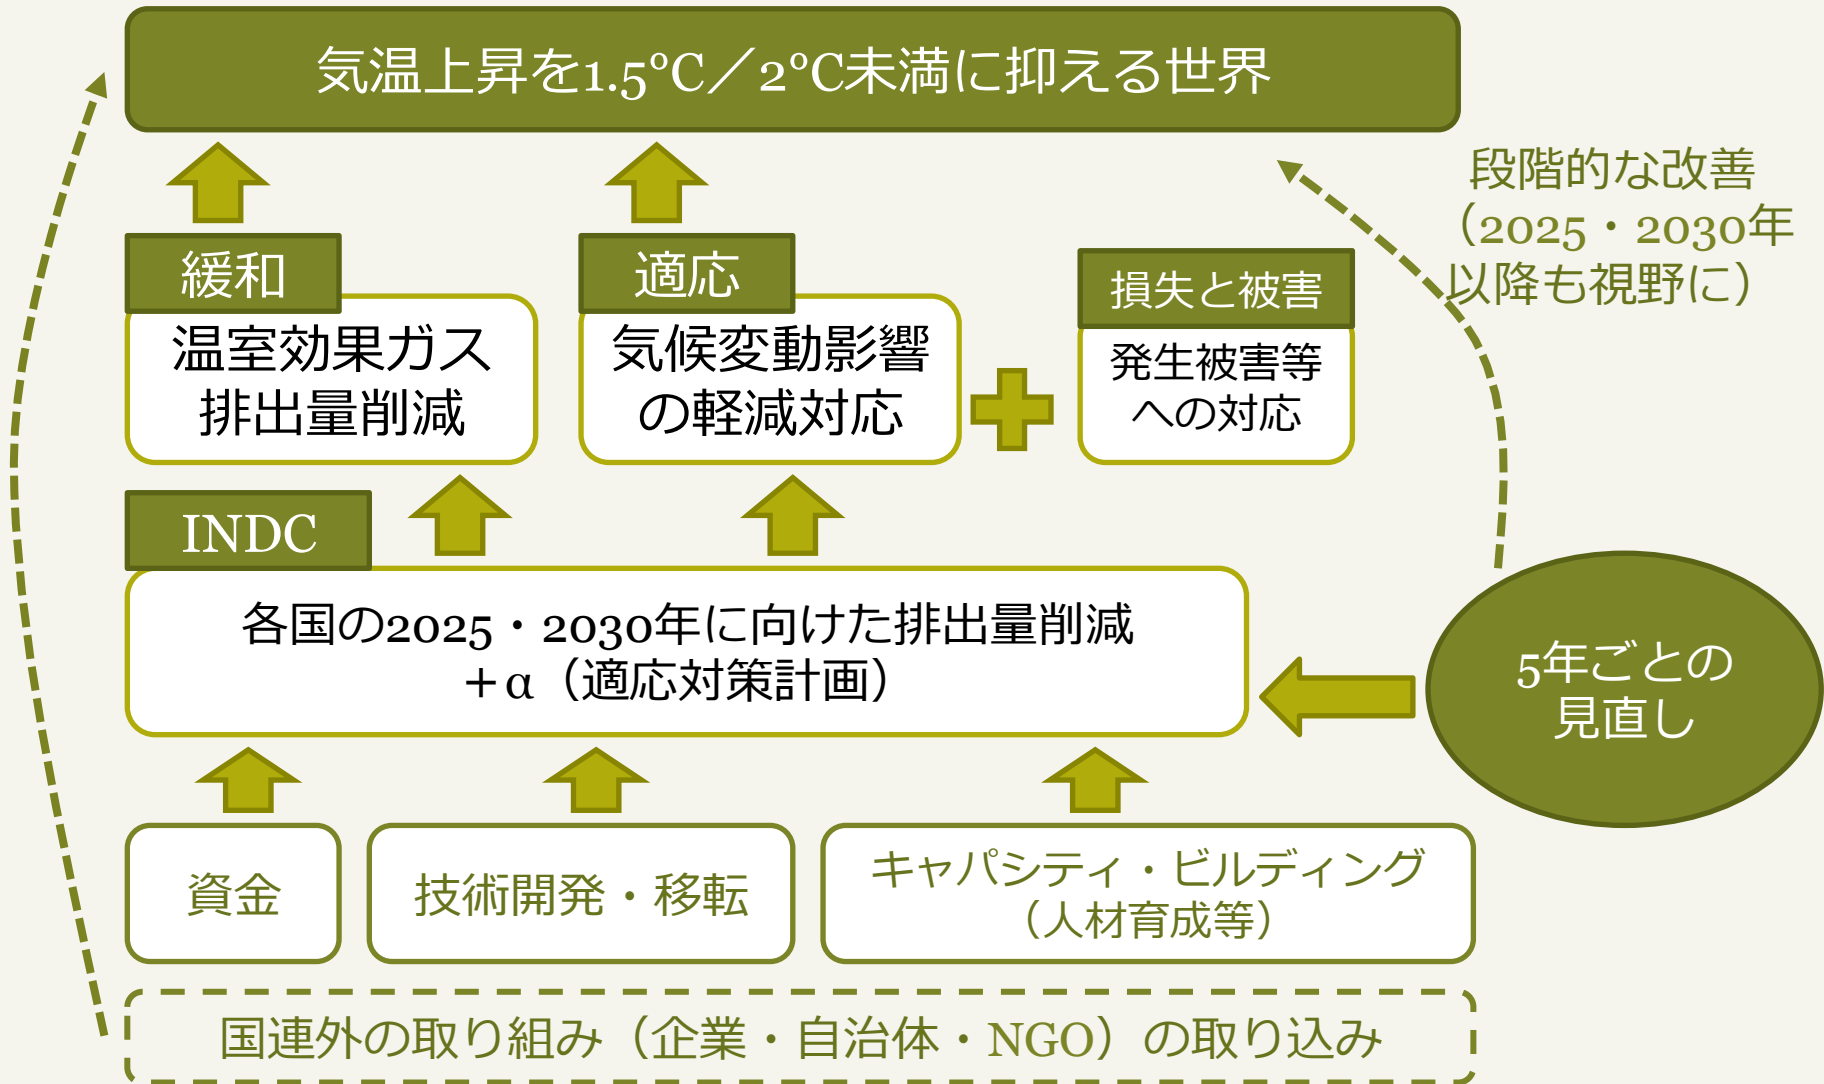 気温上昇を1.5℃／2℃未満に抑える世界
段階的な改善
（2025・2030年
以降も視野に）
緩和
温室効果ガス
排出量削減
適応
気候変動影響
の軽減対応
損失と被害
発生被害等
への対応
INDC
各国の2025・2030年に向けた排出量削減
＋α（適応対策計画）
5年ごとの
見直し
資金
技術開発・移転
キャパシティ・ビルディング
（人材育成等）
国連外の取り組み（企業・自治体・NGO）の取り込み